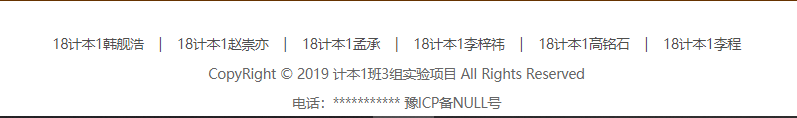 18计本1韩舰浩 | 18计本1赵崇亦 | 18计本1孟承 | 18计本1李梓祎 | 18计本1高铭石 | 18计本1李程
CopyRight © 2019 计本1班3组实验项目 All Rights Reserved
电话：*********** 豫ICP备NULL号